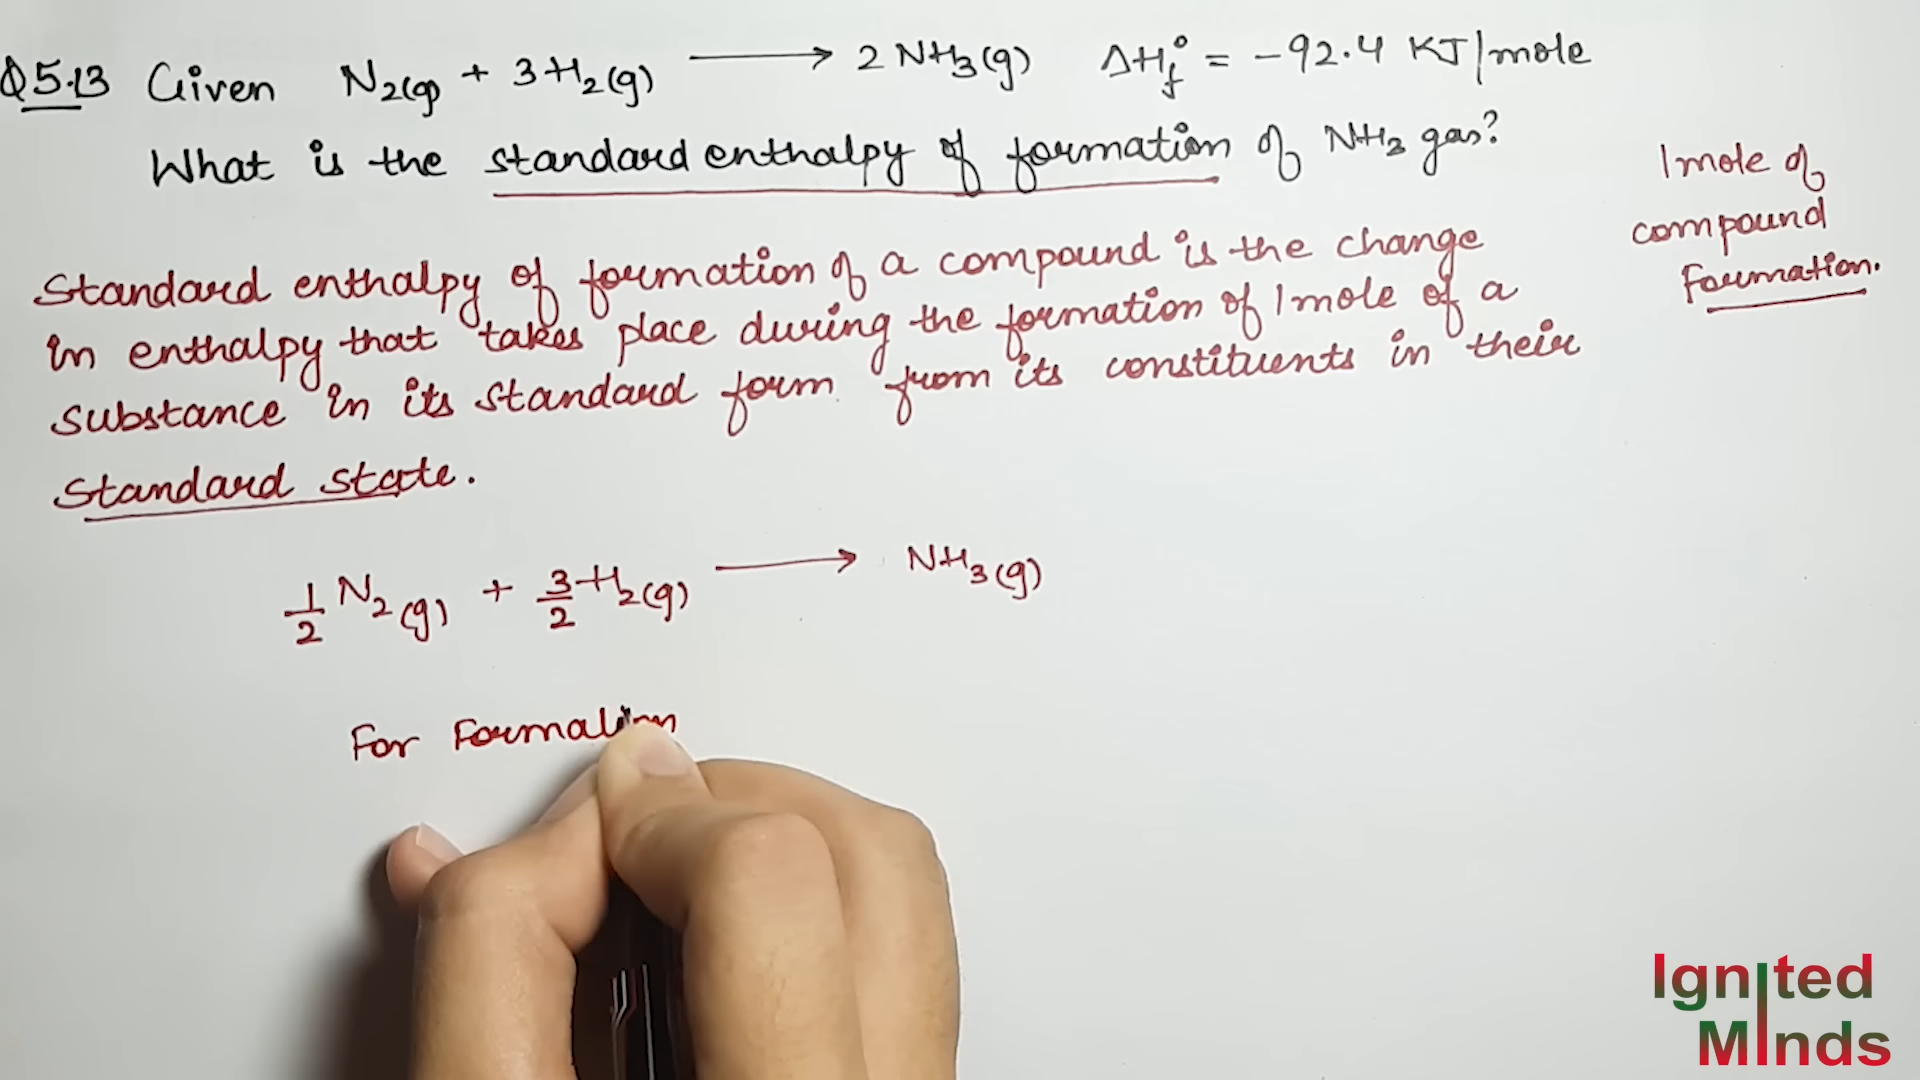 Q5.13 Given N₂(g) + 3H₂(g) ⟶ 2NH₃(g) ΔHf° = -92.4 KJ/mole
What is the standard enthalpy of formation of NH₃ gas?
1 mole of
compound
Formation.
Standard enthalpy of formation of a compound is the change
in enthalpy that takes place during the formation of 1 mole of a
substance in its standard form from its constituents in their
standard state.
1/2 N₂(g) + 3/2 H₂(g) ⟶ NH₃(g)
For Formation
Ignited
Minds